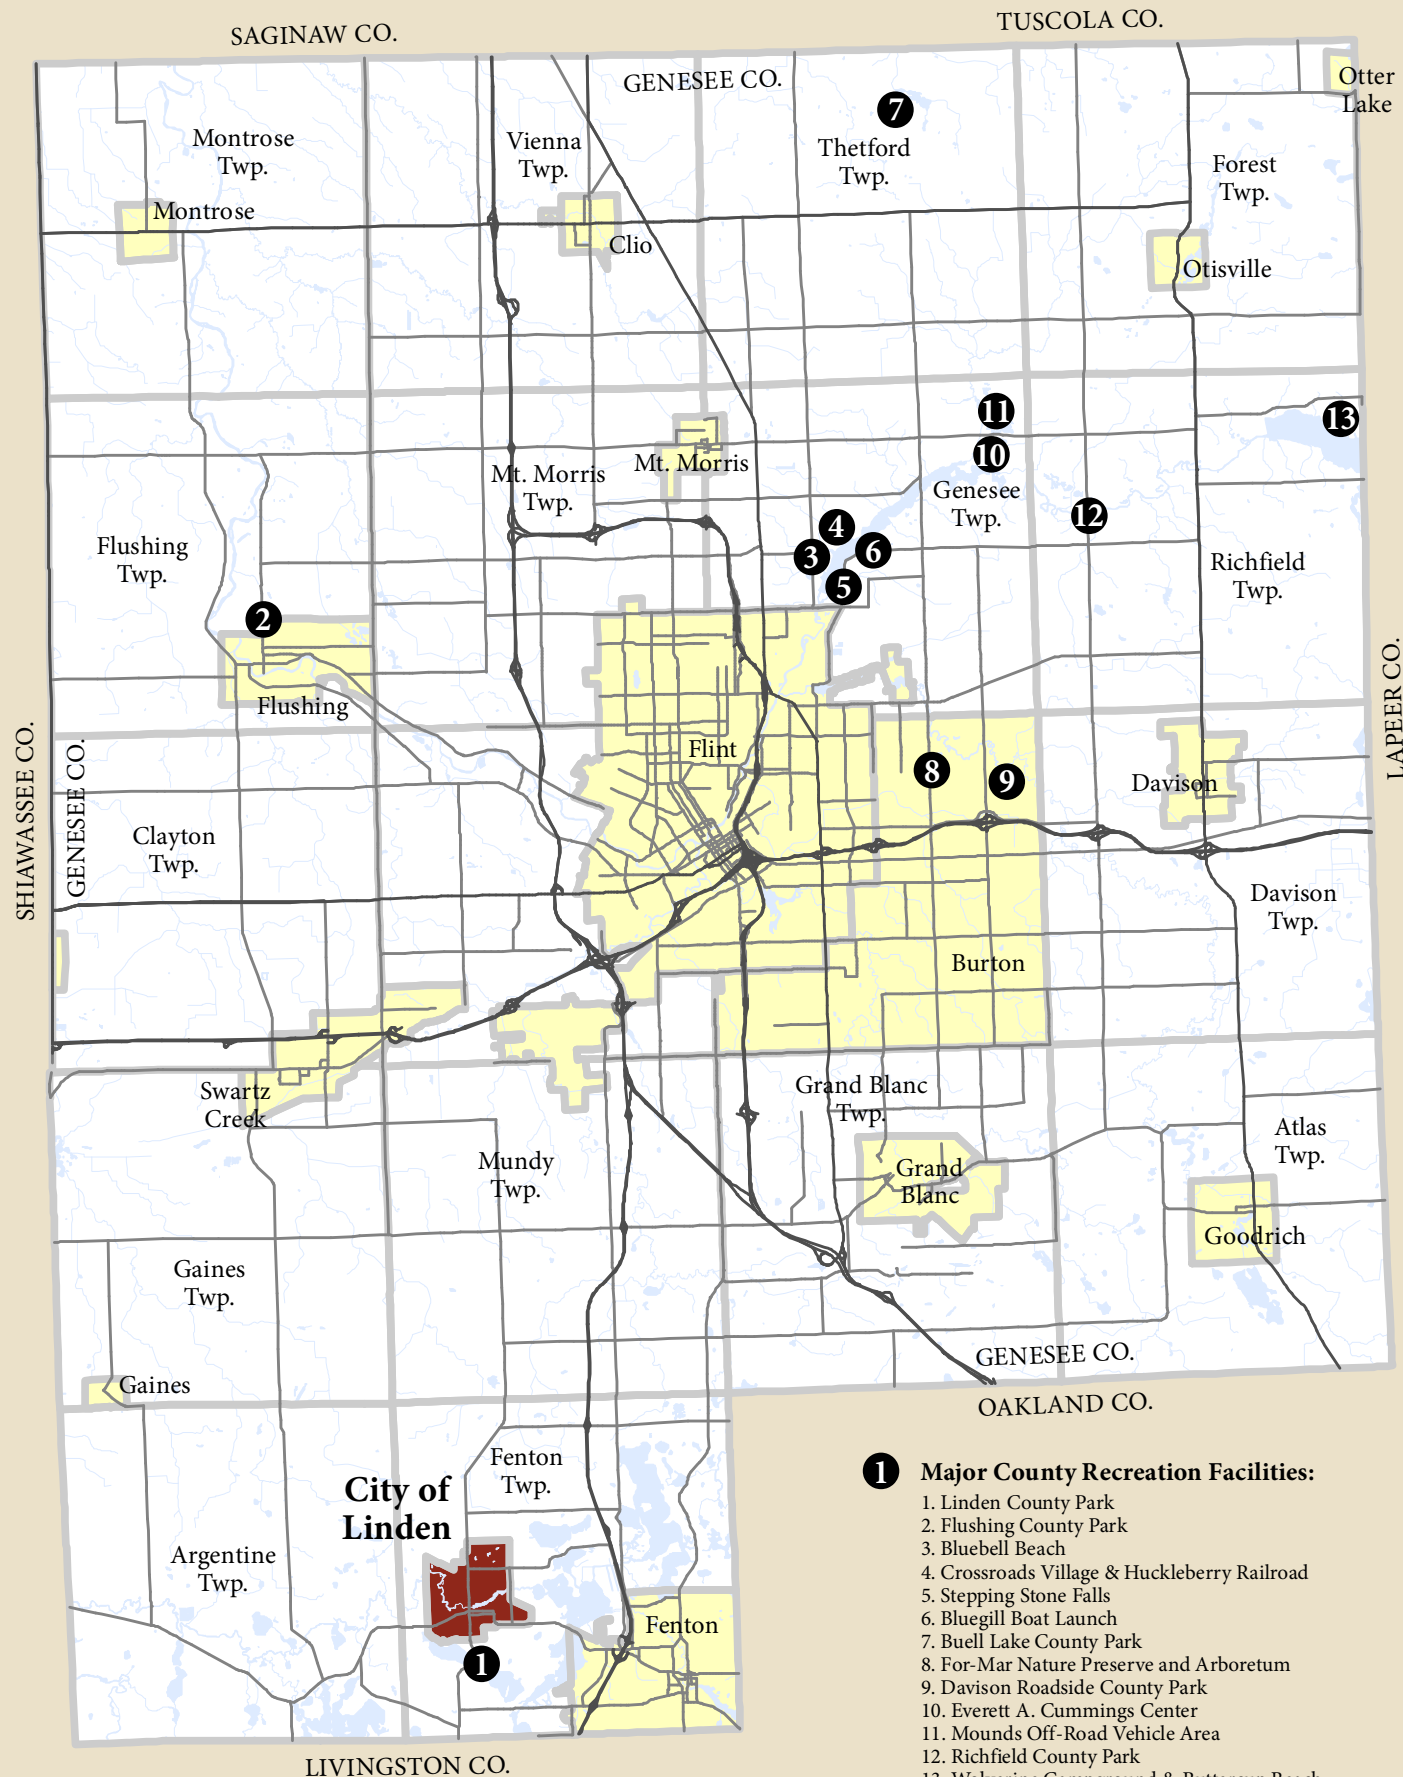 SAGINAW CO.
TUSCOLA CO.
GENESEE CO.
Otter
Lake
7
Montrose
Twp.
Vienna
Twp.
Thetford
Twp.
Forest
Twp.
Montrose
Clio
Otisville
11
13
10
Mt. Morris
Mt. Morris
Twp.
Genesee
Twp.
12
4
3
6
5
Flushing
Twp.
Richfield
Twp.
2
Flushing
LAPEER CO.
SHIAWASSEE CO.
GENESEE CO.
Flint
8
9
Davison
Clayton
Twp.
Davison
Twp.
Burton
Swartz
Creek
Grand Blanc
Twp.
Atlas
Twp.
Mundy
Twp.
Grand
Blanc
Goodrich
Gaines
Twp.
GENESEE CO.
Gaines
OAKLAND CO.
Fenton
Twp.
City of
Linden
Argentine
Twp.
Fenton
1
LIVINGSTON CO.
1 Major County Recreation Facilities:
1. Linden County Park
2. Flushing County Park
3. Bluebell Beach
4. Crossroads Village & Huckleberry Railroad
5. Stepping Stone Falls
6. Bluegill Boat Launch
7. Buell Lake County Park
8. For-Mar Nature Preserve and Arboretum
9. Davison Roadside County Park
10. Everett A. Cummings Center
11. Mounds Off-Road Vehicle Area
12. Richfield County Park
13. Wolverine Campground & Buttercup Beach